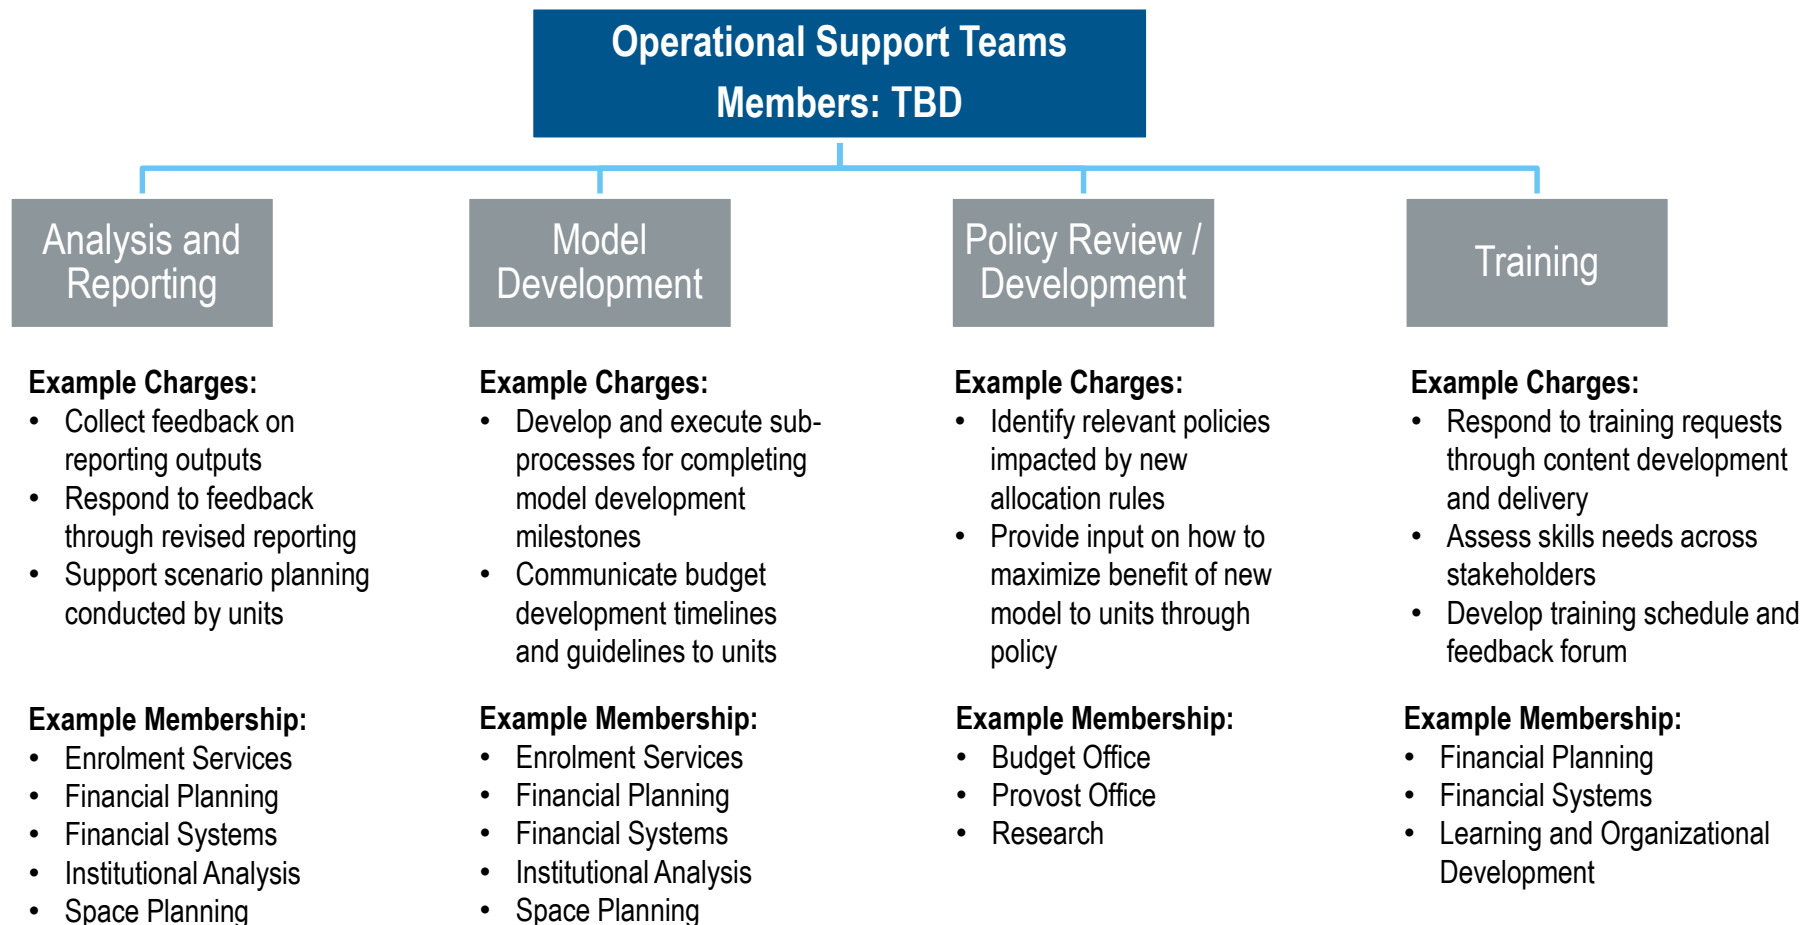 Operational Support Teams
Members: TBD
Analysis and
Reporting
Model
Development
Policy Review /
Development
Training
Example Charges:
• Collect feedback on
reporting outputs
• Respond to feedback
through revised reporting
• Support scenario planning
conducted by units
Example Membership:
• Enrolment Services
• Financial Planning
• Financial Systems
• Institutional Analysis
• Space Planning
Example Charges:
• Develop and execute sub-
processes for completing
model development
milestones
• Communicate budget
development timelines
and guidelines to units
Example Membership:
• Enrolment Services
• Financial Planning
• Financial Systems
• Institutional Analysis
• Space Planning
Example Charges:
• Identify relevant policies
impacted by new
allocation rules
• Provide input on how to
maximize benefit of new
model to units through
policy
Example Membership:
• Budget Office
• Provost Office
• Research
Example Charges:
• Respond to training requests
through content development
and delivery
• Assess skills needs across
stakeholders
• Develop training schedule and
feedback forum
Example Membership:
• Financial Planning
• Financial Systems
• Learning and Organizational
Development